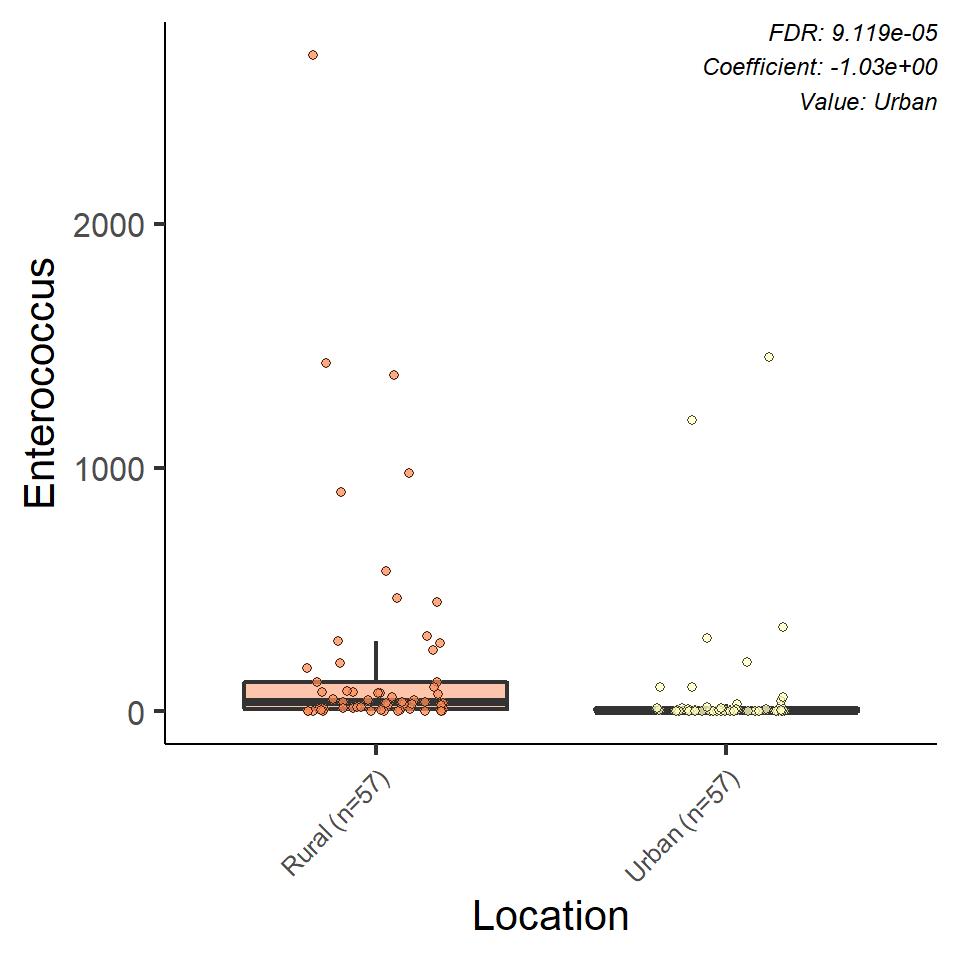 FDR: 9.119e-05
Coefficient: -1.03e+00
Value: Urban
Enterococcus
2000
1000
0
Rural (n=57)
Urban (n=57)
Location